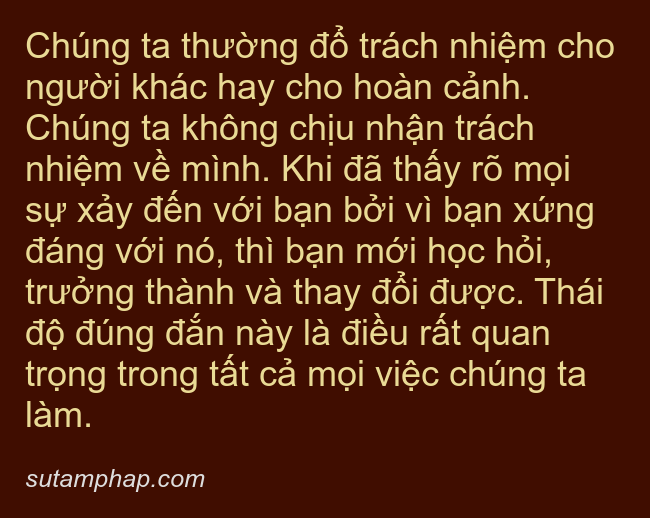 Chúng ta thường đổ trách nhiệm cho
người khác hay cho hoàn cảnh.
Chúng ta không chịu nhận trách
nhiệm về mình. Khi đã thấy rõ mọi
sự xảy đến với bạn bởi vì bạn xứng
đáng với nó, thì bạn mới học hỏi,
trưởng thành và thay đổi được. Thái
độ đúng đắn này là điều rất quan
trọng trong tất cả mọi việc chúng ta
làm.
sutamphap.com